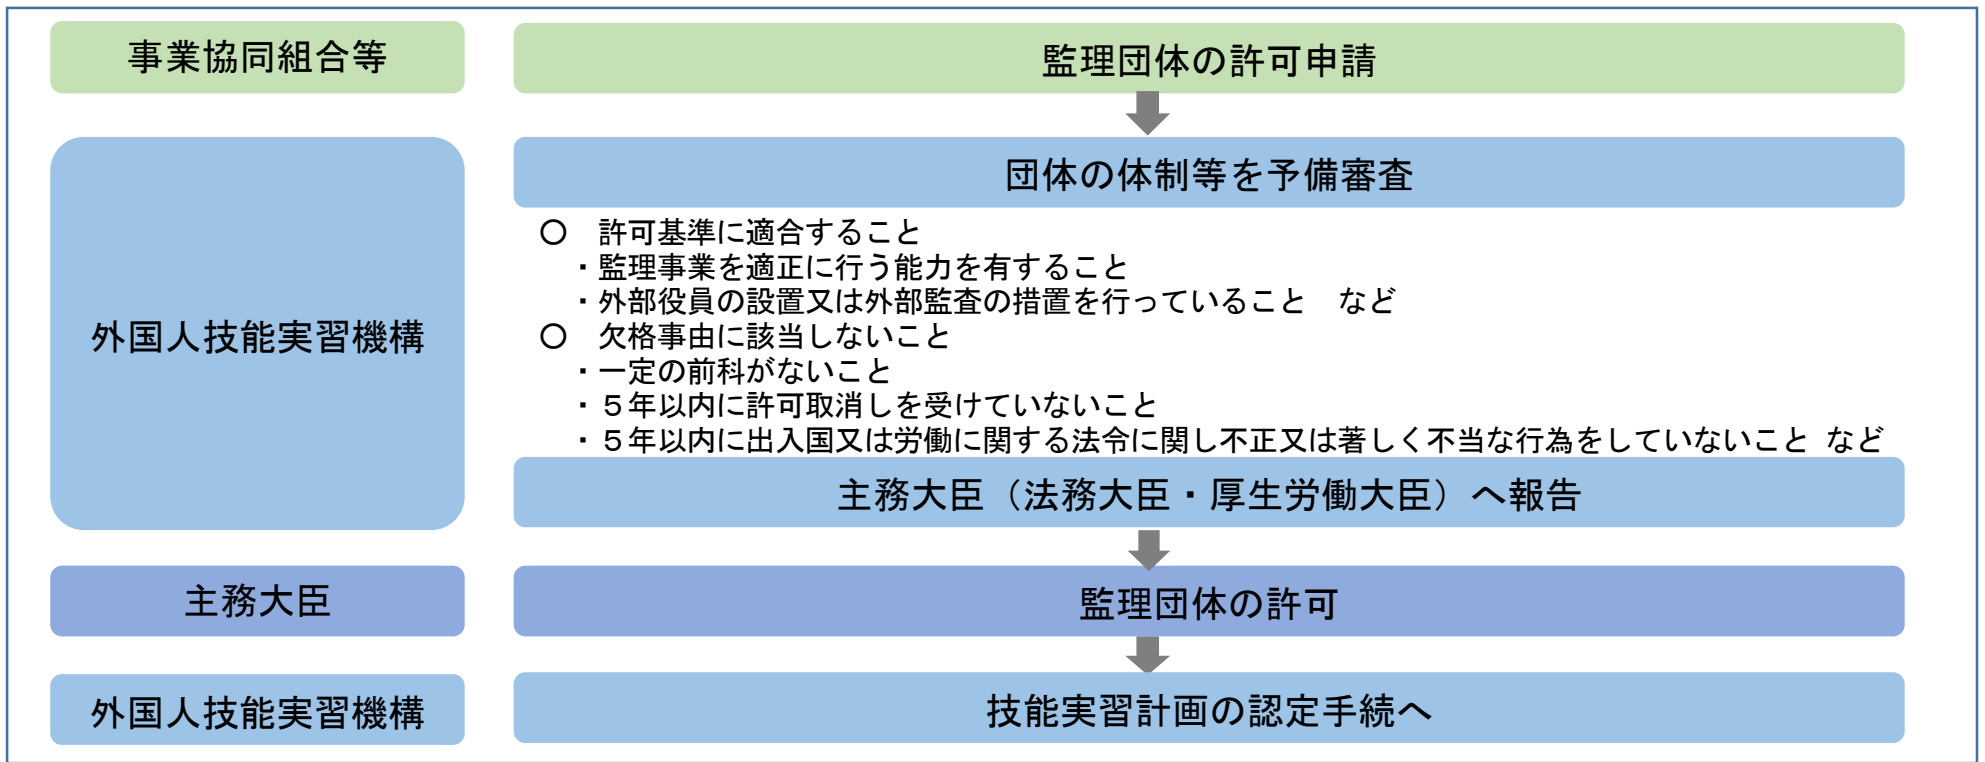 事業協同組合等
監理団体の許可申請
外国人技能実習機構
団体の体制等を予備審査
〇　許可基準に適合すること
・監理事業を適正に行う能力を有すること
・外部役員の設置又は外部監査の措置を行っていること　など
〇　欠格事由に該当しないこと
・一定の前科がないこと
・５年以内に許可取消しを受けていないこと
・５年以内に出入国又は労働に関する法令に関し不正又は著しく不当な行為をしていないこと など
主務大臣（法務大臣・厚生労働大臣）へ報告
主務大臣
監理団体の許可
外国人技能実習機構
技能実習計画の認定手続へ